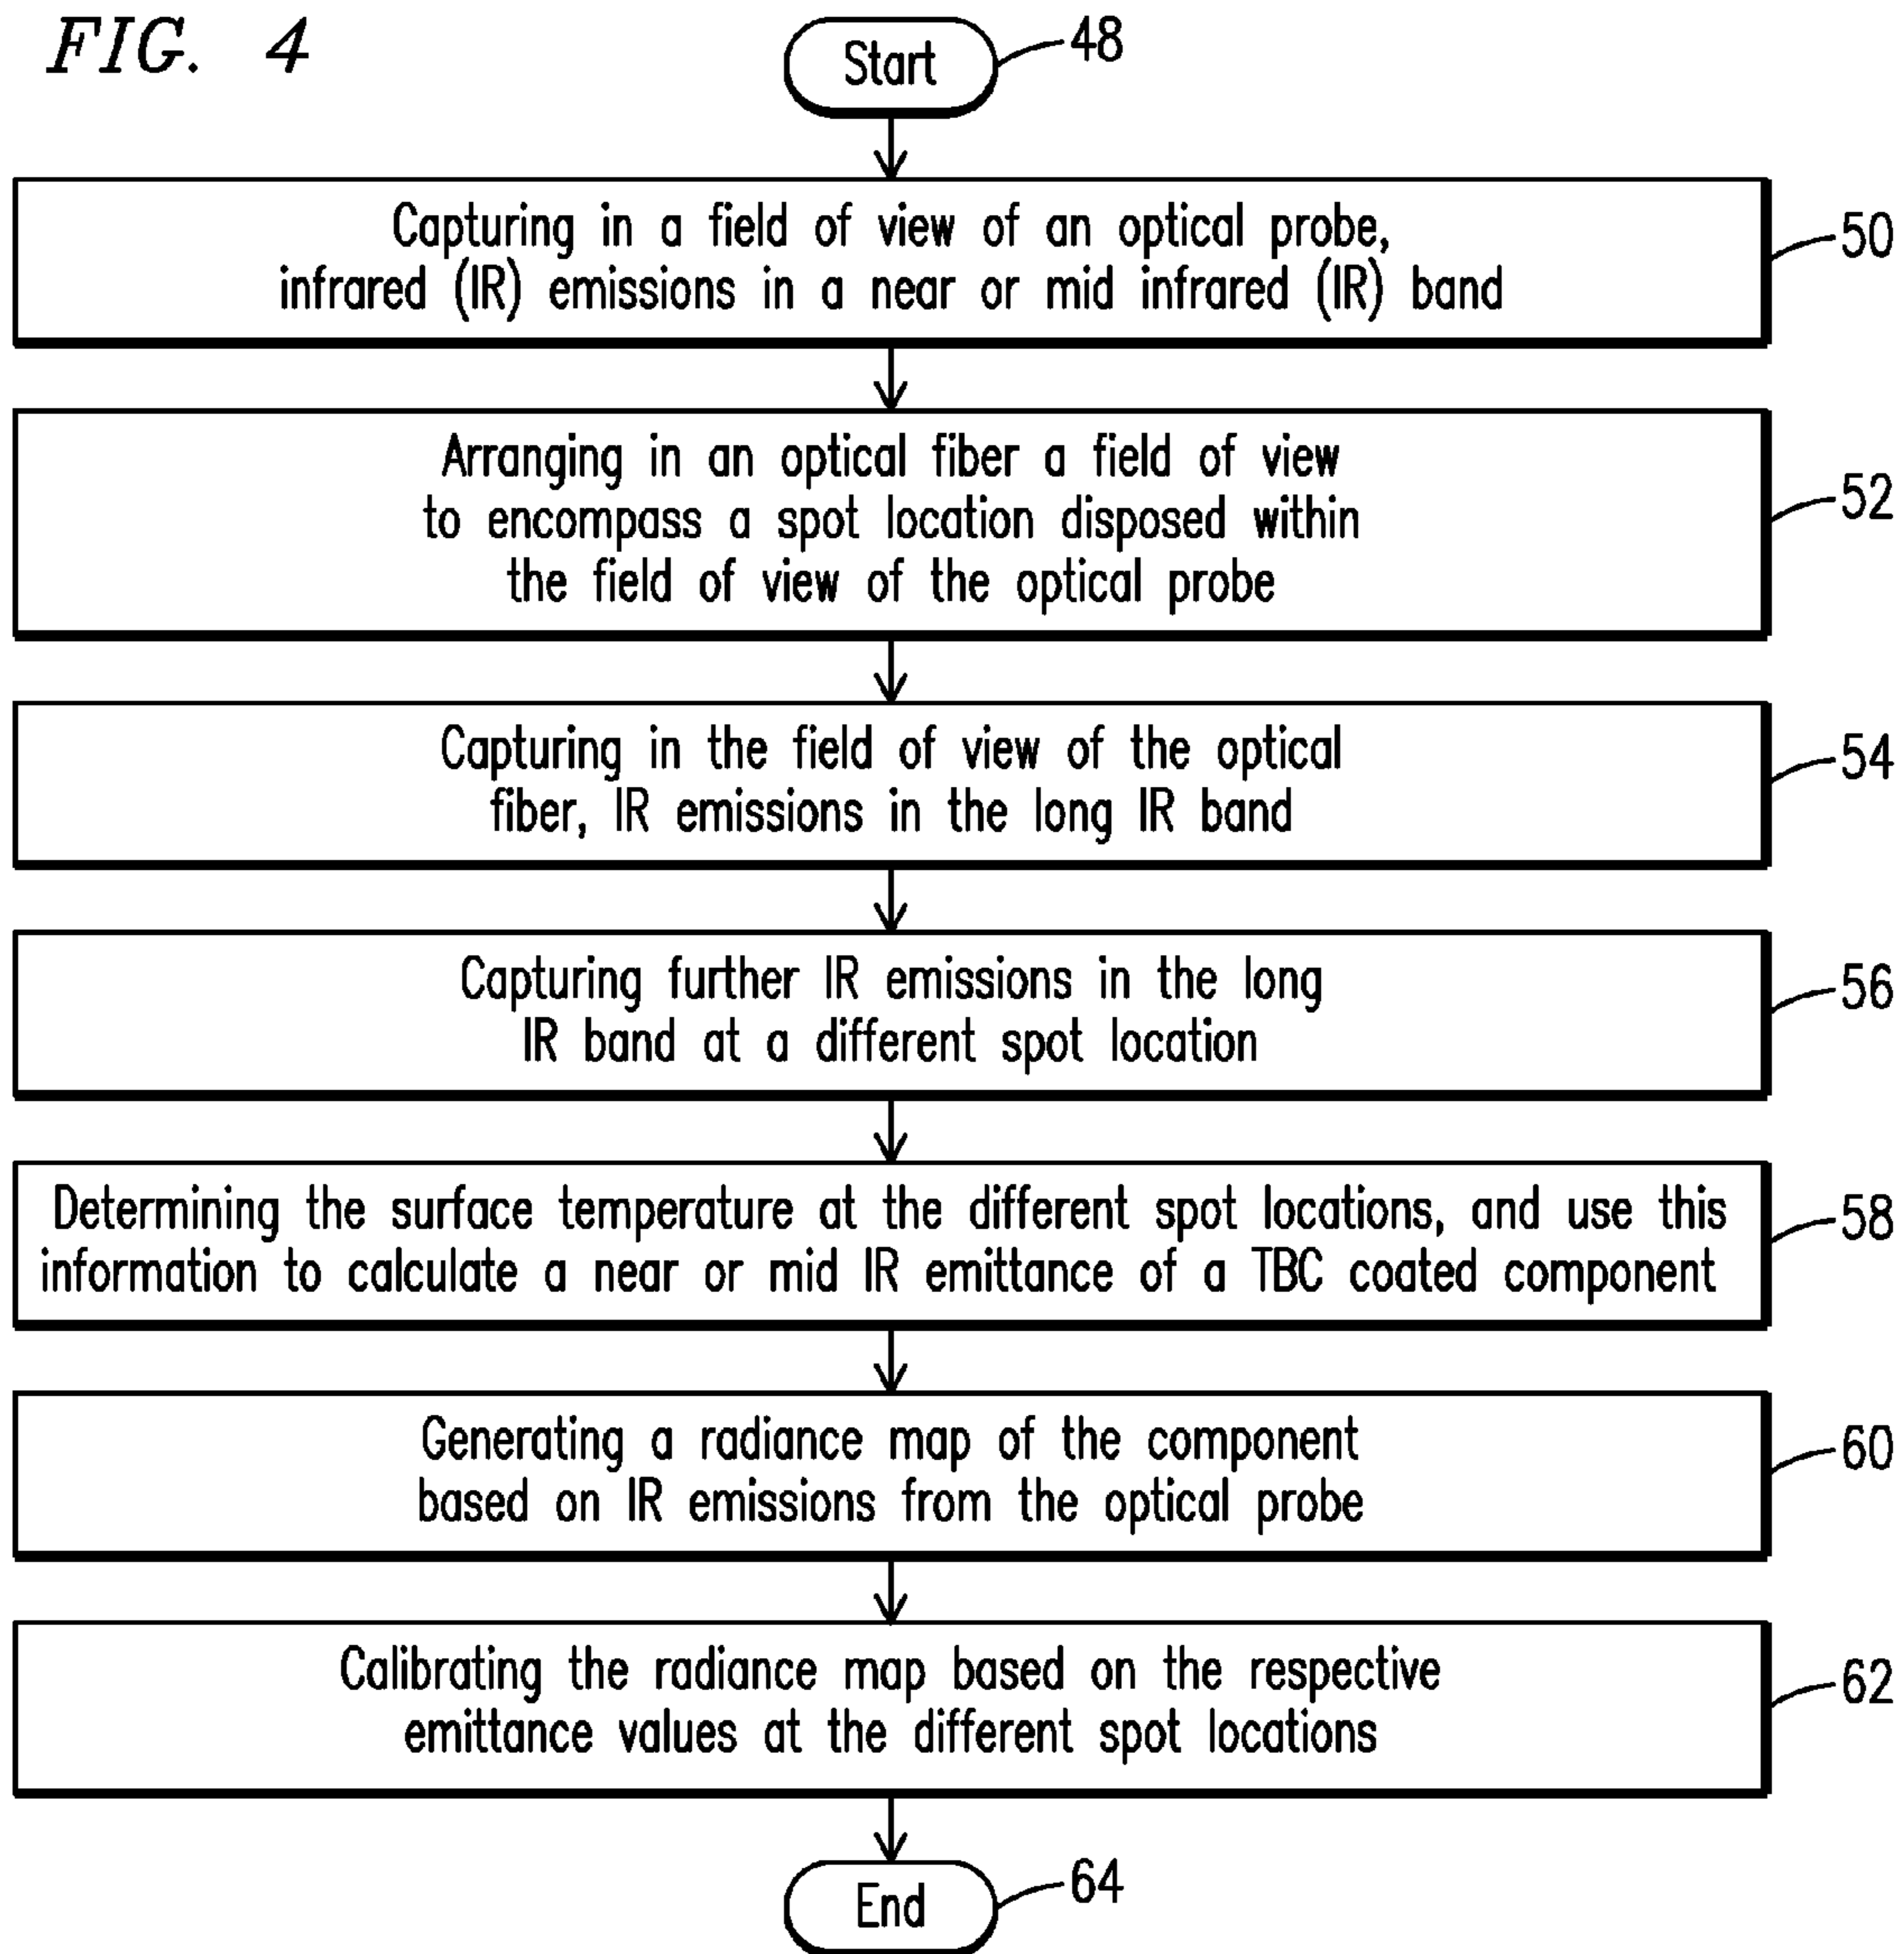 FIG. 4
Start
48
Capturing in a field of view of an optical probe,
infrared (IR) emissions in a near or mid infrared (IR) band
50
Arranging in an optical fiber a field of view
to encompass a spot location disposed within
the field of view of the optical probe
52
Capturing in the field of view of the optical
fiber, IR emissions in the long IR band
54
Capturing further IR emissions in the long
IR band at a different spot location
56
Determining the surface temperature at the different spot locations, and use this
information to calculate a near or mid IR emittance of a TBC coated component
58
Generating a radiance map of the component
based on IR emissions from the optical probe
60
Calibrating the radiance map based on the respective
emittance values at the different spot locations
62
End
64